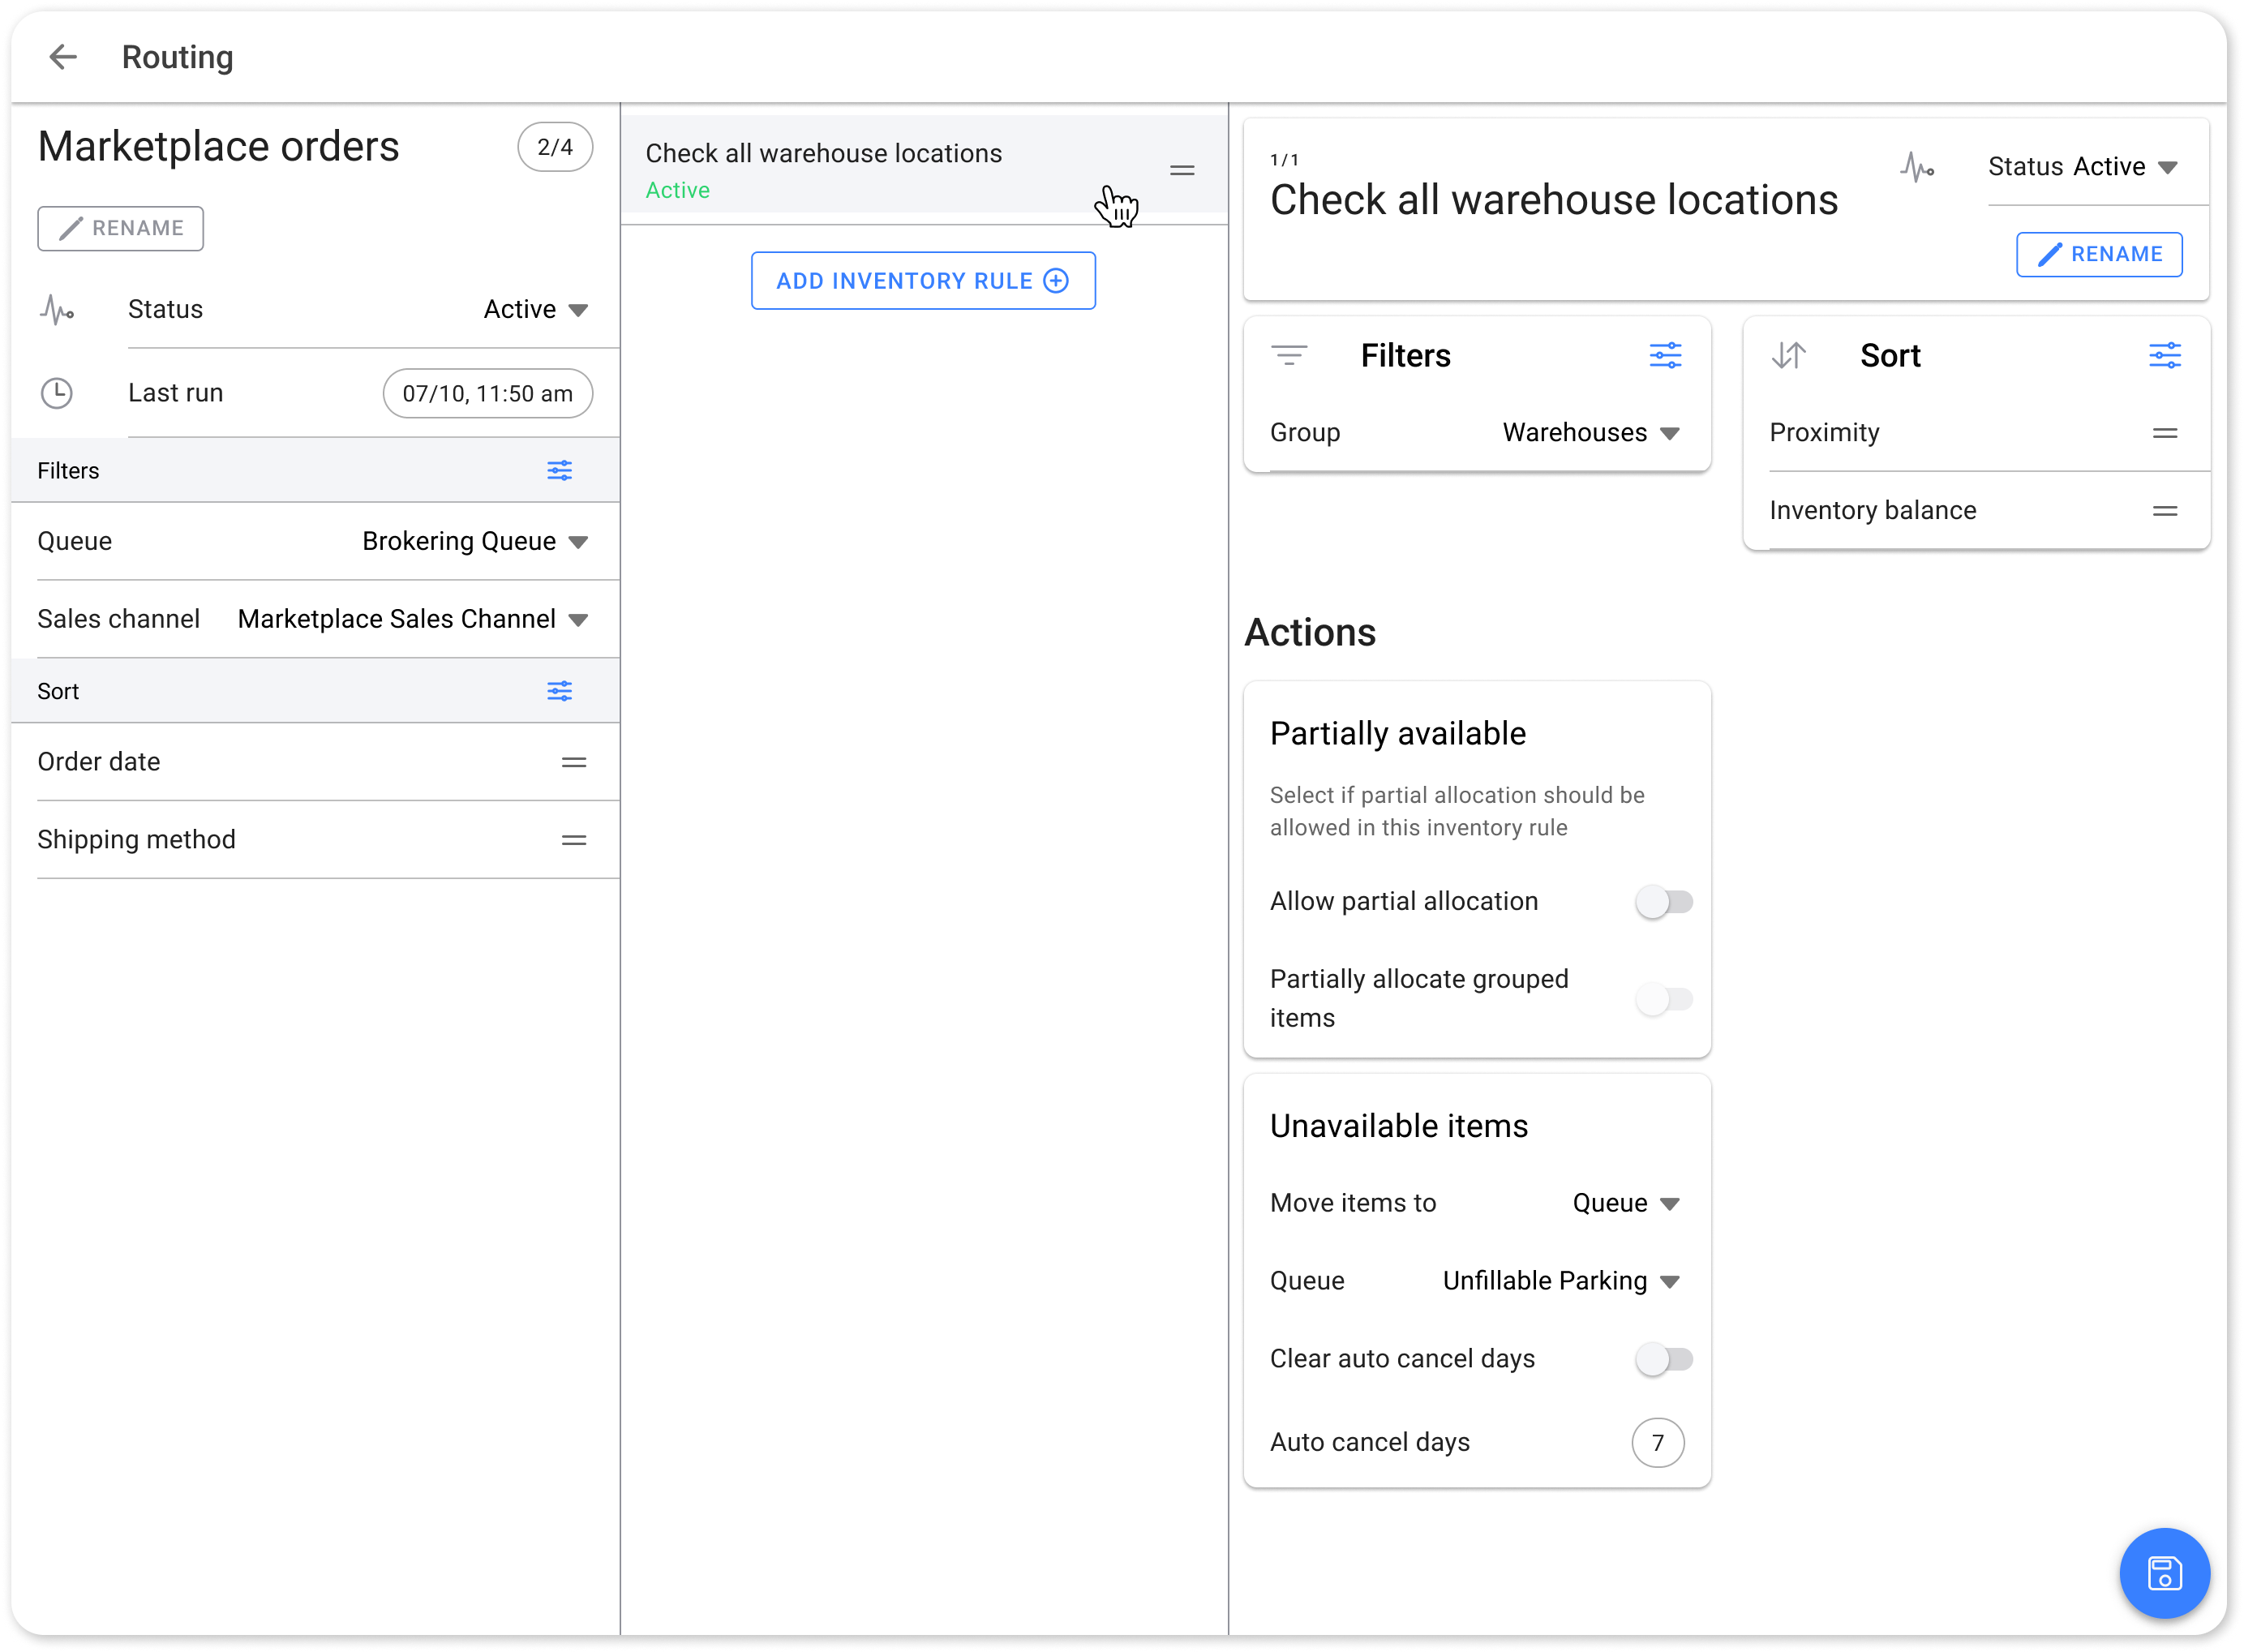 Routing
Marketplace orders
2/4
RENAME
Status
Active
Last run
07/10, 11:50 am
Filters
Queue
Brokering Queue
Sales channel
Marketplace Sales Channel
Sort
Order date
Shipping method
Check all warehouse locations
Active
ADD INVENTORY RULE
1/1
Check all warehouse locations
Status Active
RENAME
Filters
Group
Warehouses
Sort
Proximity
Inventory balance
Actions
Partially available
Select if partial allocation should be
allowed in this inventory rule
Allow partial allocation
Partially allocate grouped
items
Unavailable items
Move items to
Queue
Queue
Unfillable Parking
Clear auto cancel days
Auto cancel days
7